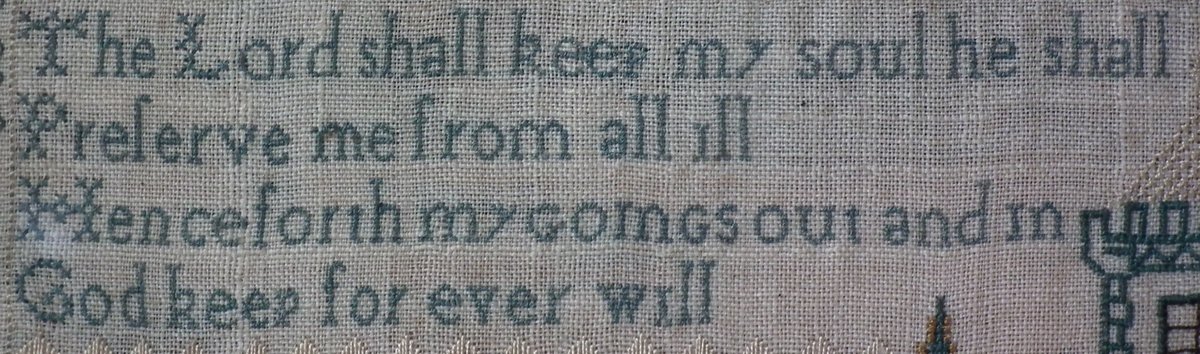 The Lord shall keep my soul he shall
Preſerve me from all ill
Henceforth my goings out and in
God keep for ever will